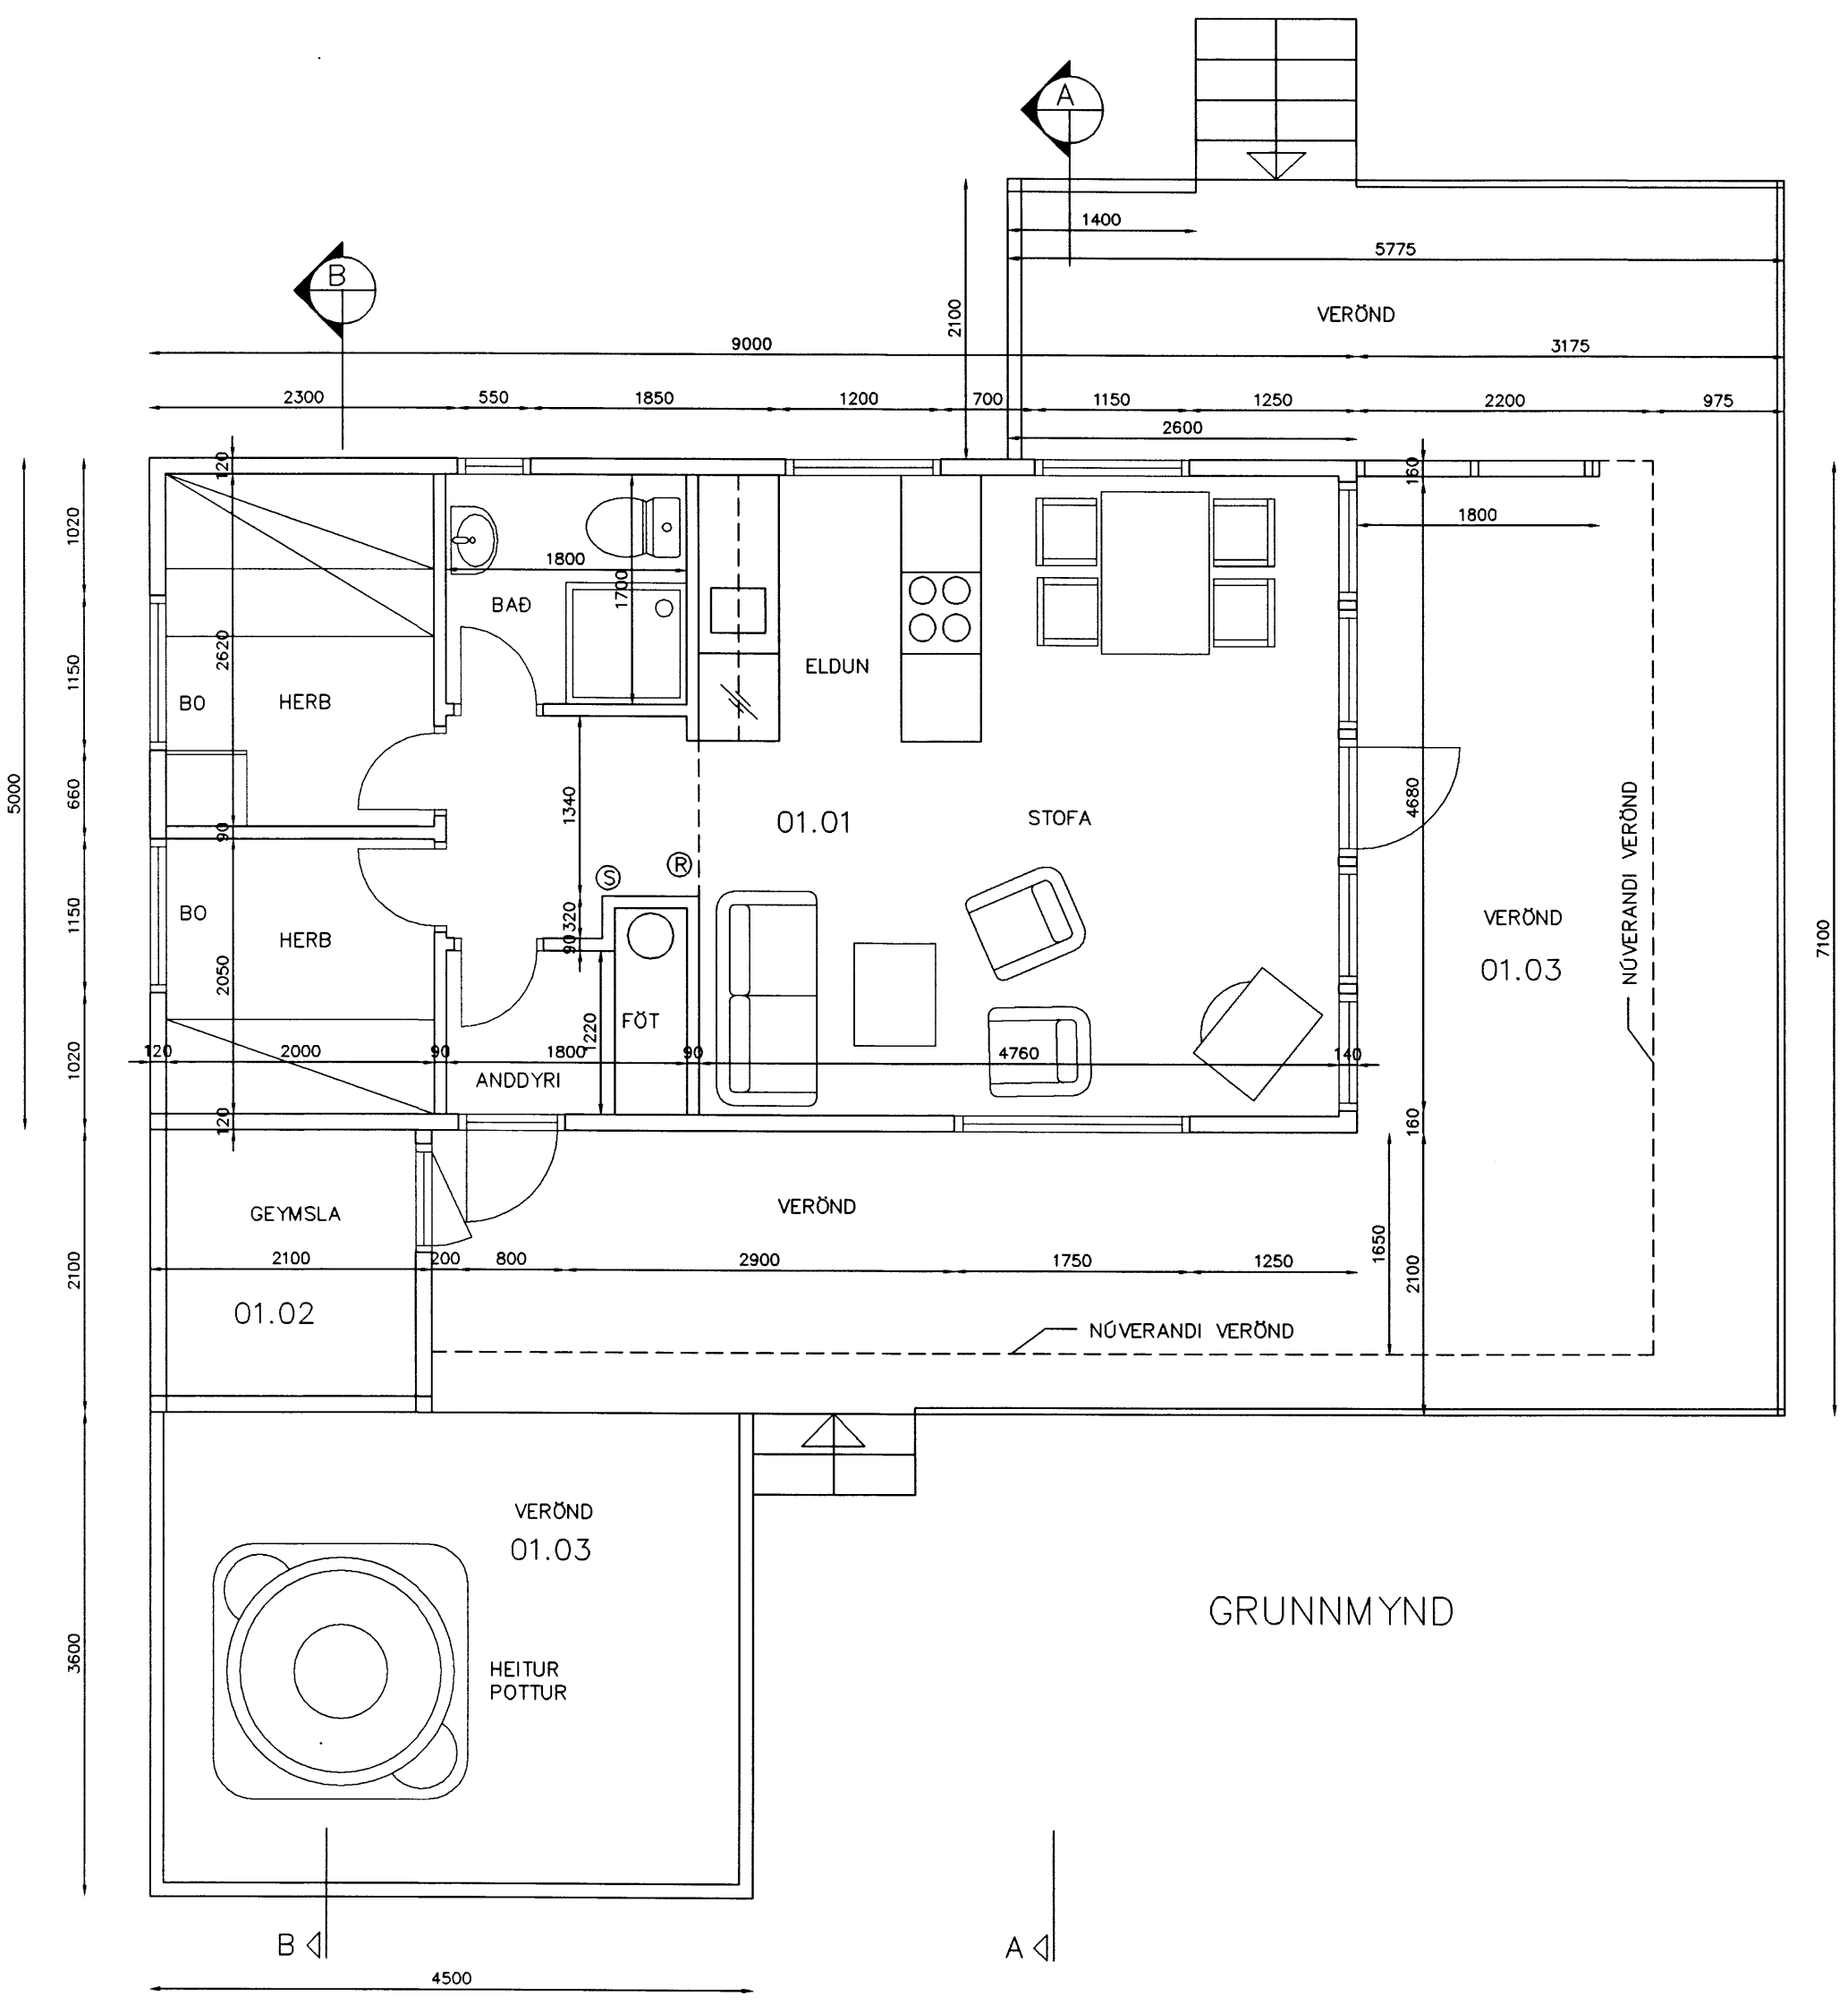 A
1400
5775
B
2100
VERÖND
9000
3175
2300
550
1850
1200
700
1150
1250
2200
975
2600
120
160
1020
1800
1800
1700
BAÐ
2620
1150
ELDUN
BO
HERB
5000
660
1340
01.01
STOFA
4680
NÚVERANDI VERÖND
90
S
R
BO
320
1150
HERB
90
VERÖND
01.03
7100
2050
FÖT
1220
1020
120
2000
90
1800
90
4760
140
ANDDYRI
120
160
GEYMSLA
VERÖND
1650
2100
2100
200
800
2900
1750
1250
2100
01.02
NÚVERANDI VERÖND
VERÖND
01.03
3600
GRUNNMYND
HEITUR
POTTUR
B
A
4500